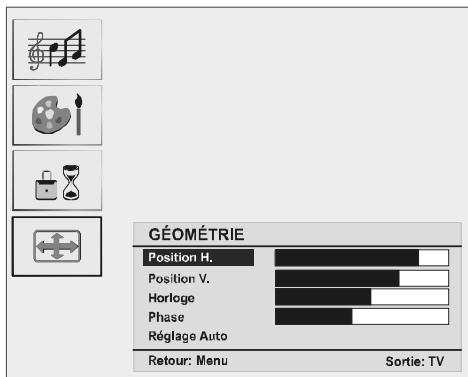 GÉOMÉTRIE
Position H.
Position V.
Horloge
Phase
Réglage Auto
Retour: Menu Sortie: TV